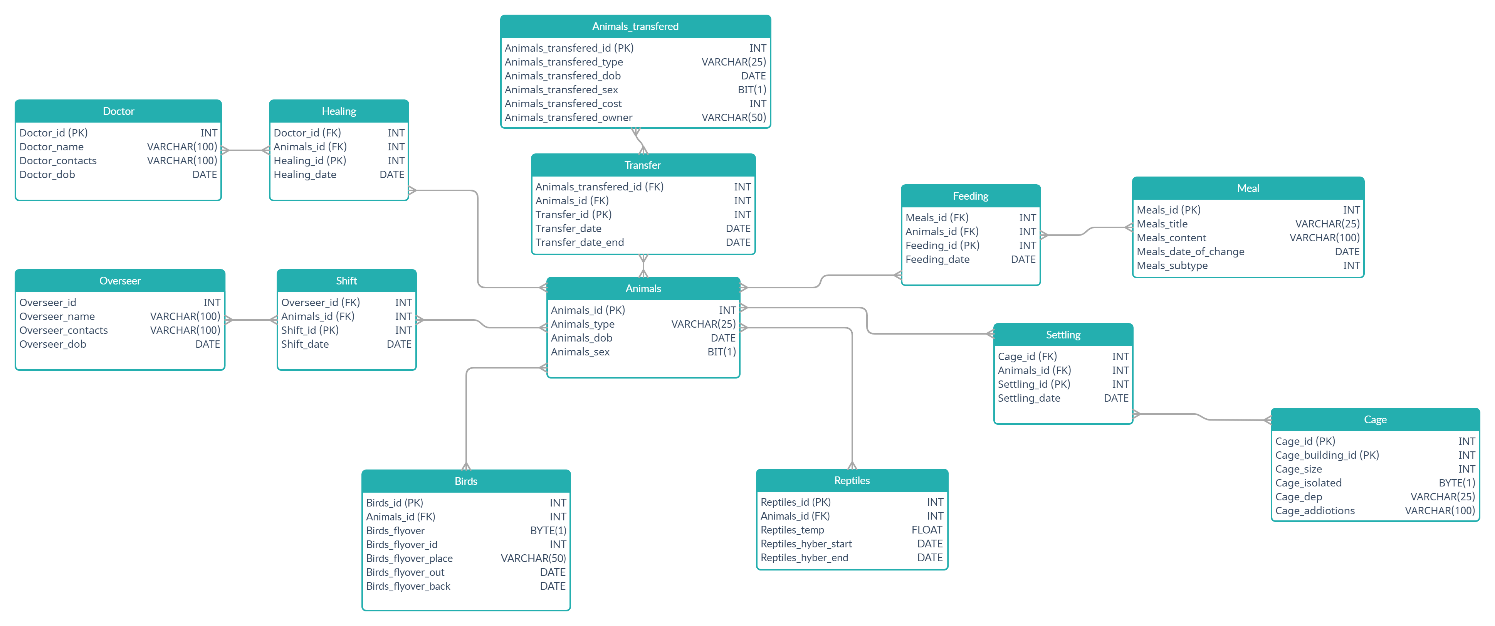 Animals_transfered
Animals_transfered_id (PK) INT
Animals_transfered_type VARCHAR(25)
Animals_transfered_dob DATE
Animals_transfered_sex BIT(1)
Animals_transfered_cost INT
Animals_transfered_owner VARCHAR(50)
Doctor
Doctor_id (PK) INT
Doctor_name VARCHAR(100)
Doctor_contacts VARCHAR(100)
Doctor_dob DATE
Healing
Doctor_id (FK) INT
Animals_id (FK) INT
Healing_id (PK) INT
Healing_date DATE
Transfer
Animals_transfered_id (FK) INT
Animals_id (FK) INT
Transfer_id (PK) INT
Transfer_date DATE
Transfer_date_end DATE
Feeding
Meals_id (FK) INT
Animals_id (FK) INT
Feeding_id (PK) INT
Feeding_date DATE
Meal
Meals_id (PK) INT
Meals_title VARCHAR(25)
Meals_content VARCHAR(100)
Meals_date_of_change DATE
Meals_subtype INT
Overseer
Overseer_id INT
Overseer_name VARCHAR(100)
Overseer_contacts VARCHAR(100)
Overseer_dob DATE
Shift
Overseer_id (FK) INT
Animals_id (FK) INT
Shift_id (PK) INT
Shift_date DATE
Animals
Animals_id (PK) INT
Animals_type VARCHAR(25)
Animals_dob DATE
Animals_sex BIT(1)
Settling
Cage_id (FK) INT
Animals_id (FK) INT
Settling_id (PK) INT
Settling_date DATE
Cage
Cage_id (PK) INT
Cage_building_id (PK) INT
Cage_size INT
Cage_isolated BYTE(1)
Cage_dep VARCHAR(25)
Cage_addiotions VARCHAR(100)
Birds
Birds_id (PK) INT
Animals_id (FK) INT
Birds_flyover BYTE(1)
Birds_flyover_id INT
Birds_flyover_place VARCHAR(50)
Birds_flyover_out DATE
Birds_flyover_back DATE
Reptiles
Reptiles_id (PK) INT
Animals_id (FK) INT
Reptiles_temp FLOAT
Reptiles_hyber_start DATE
Reptiles_hyber_end DATE